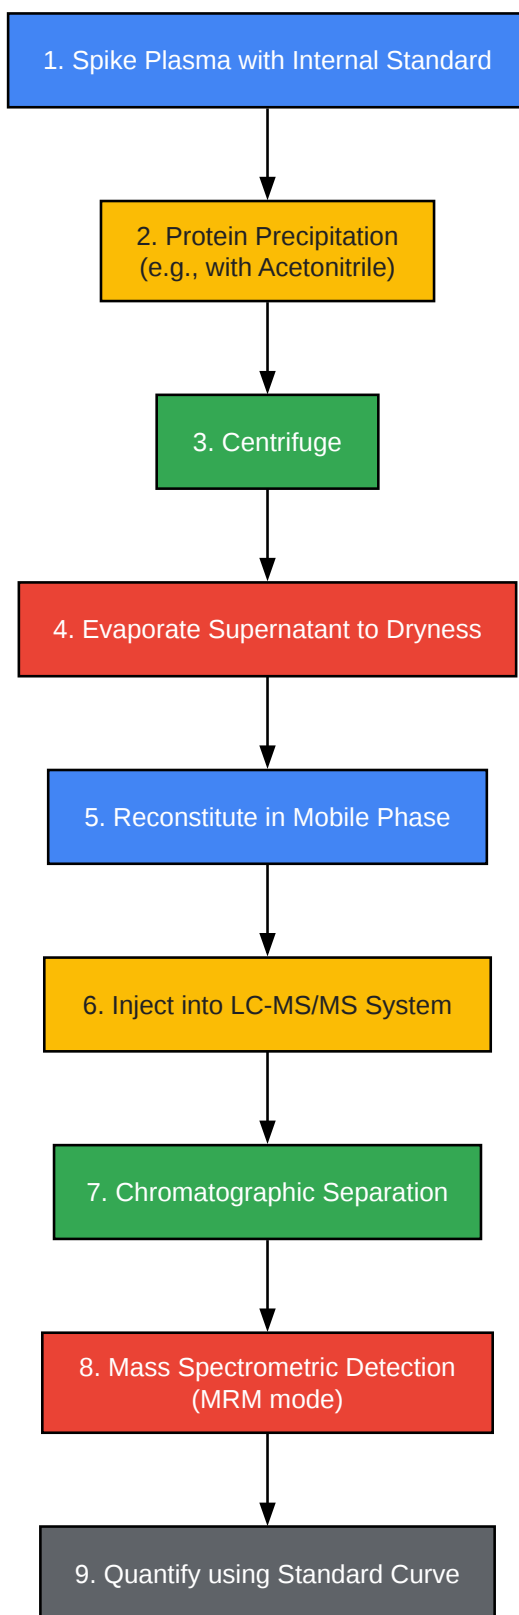 1. Spike Plasma with Internal Standard
2. Protein Precipitation
(e.g., with Acetonitrile)
3. Centrifuge
4. Evaporate Supernatant to Dryness
5. Reconstitute in Mobile Phase
6. Inject into LC-MS/MS System
7. Chromatographic Separation
8. Mass Spectrometric Detection
(MRM mode)
9. Quantify using Standard Curve